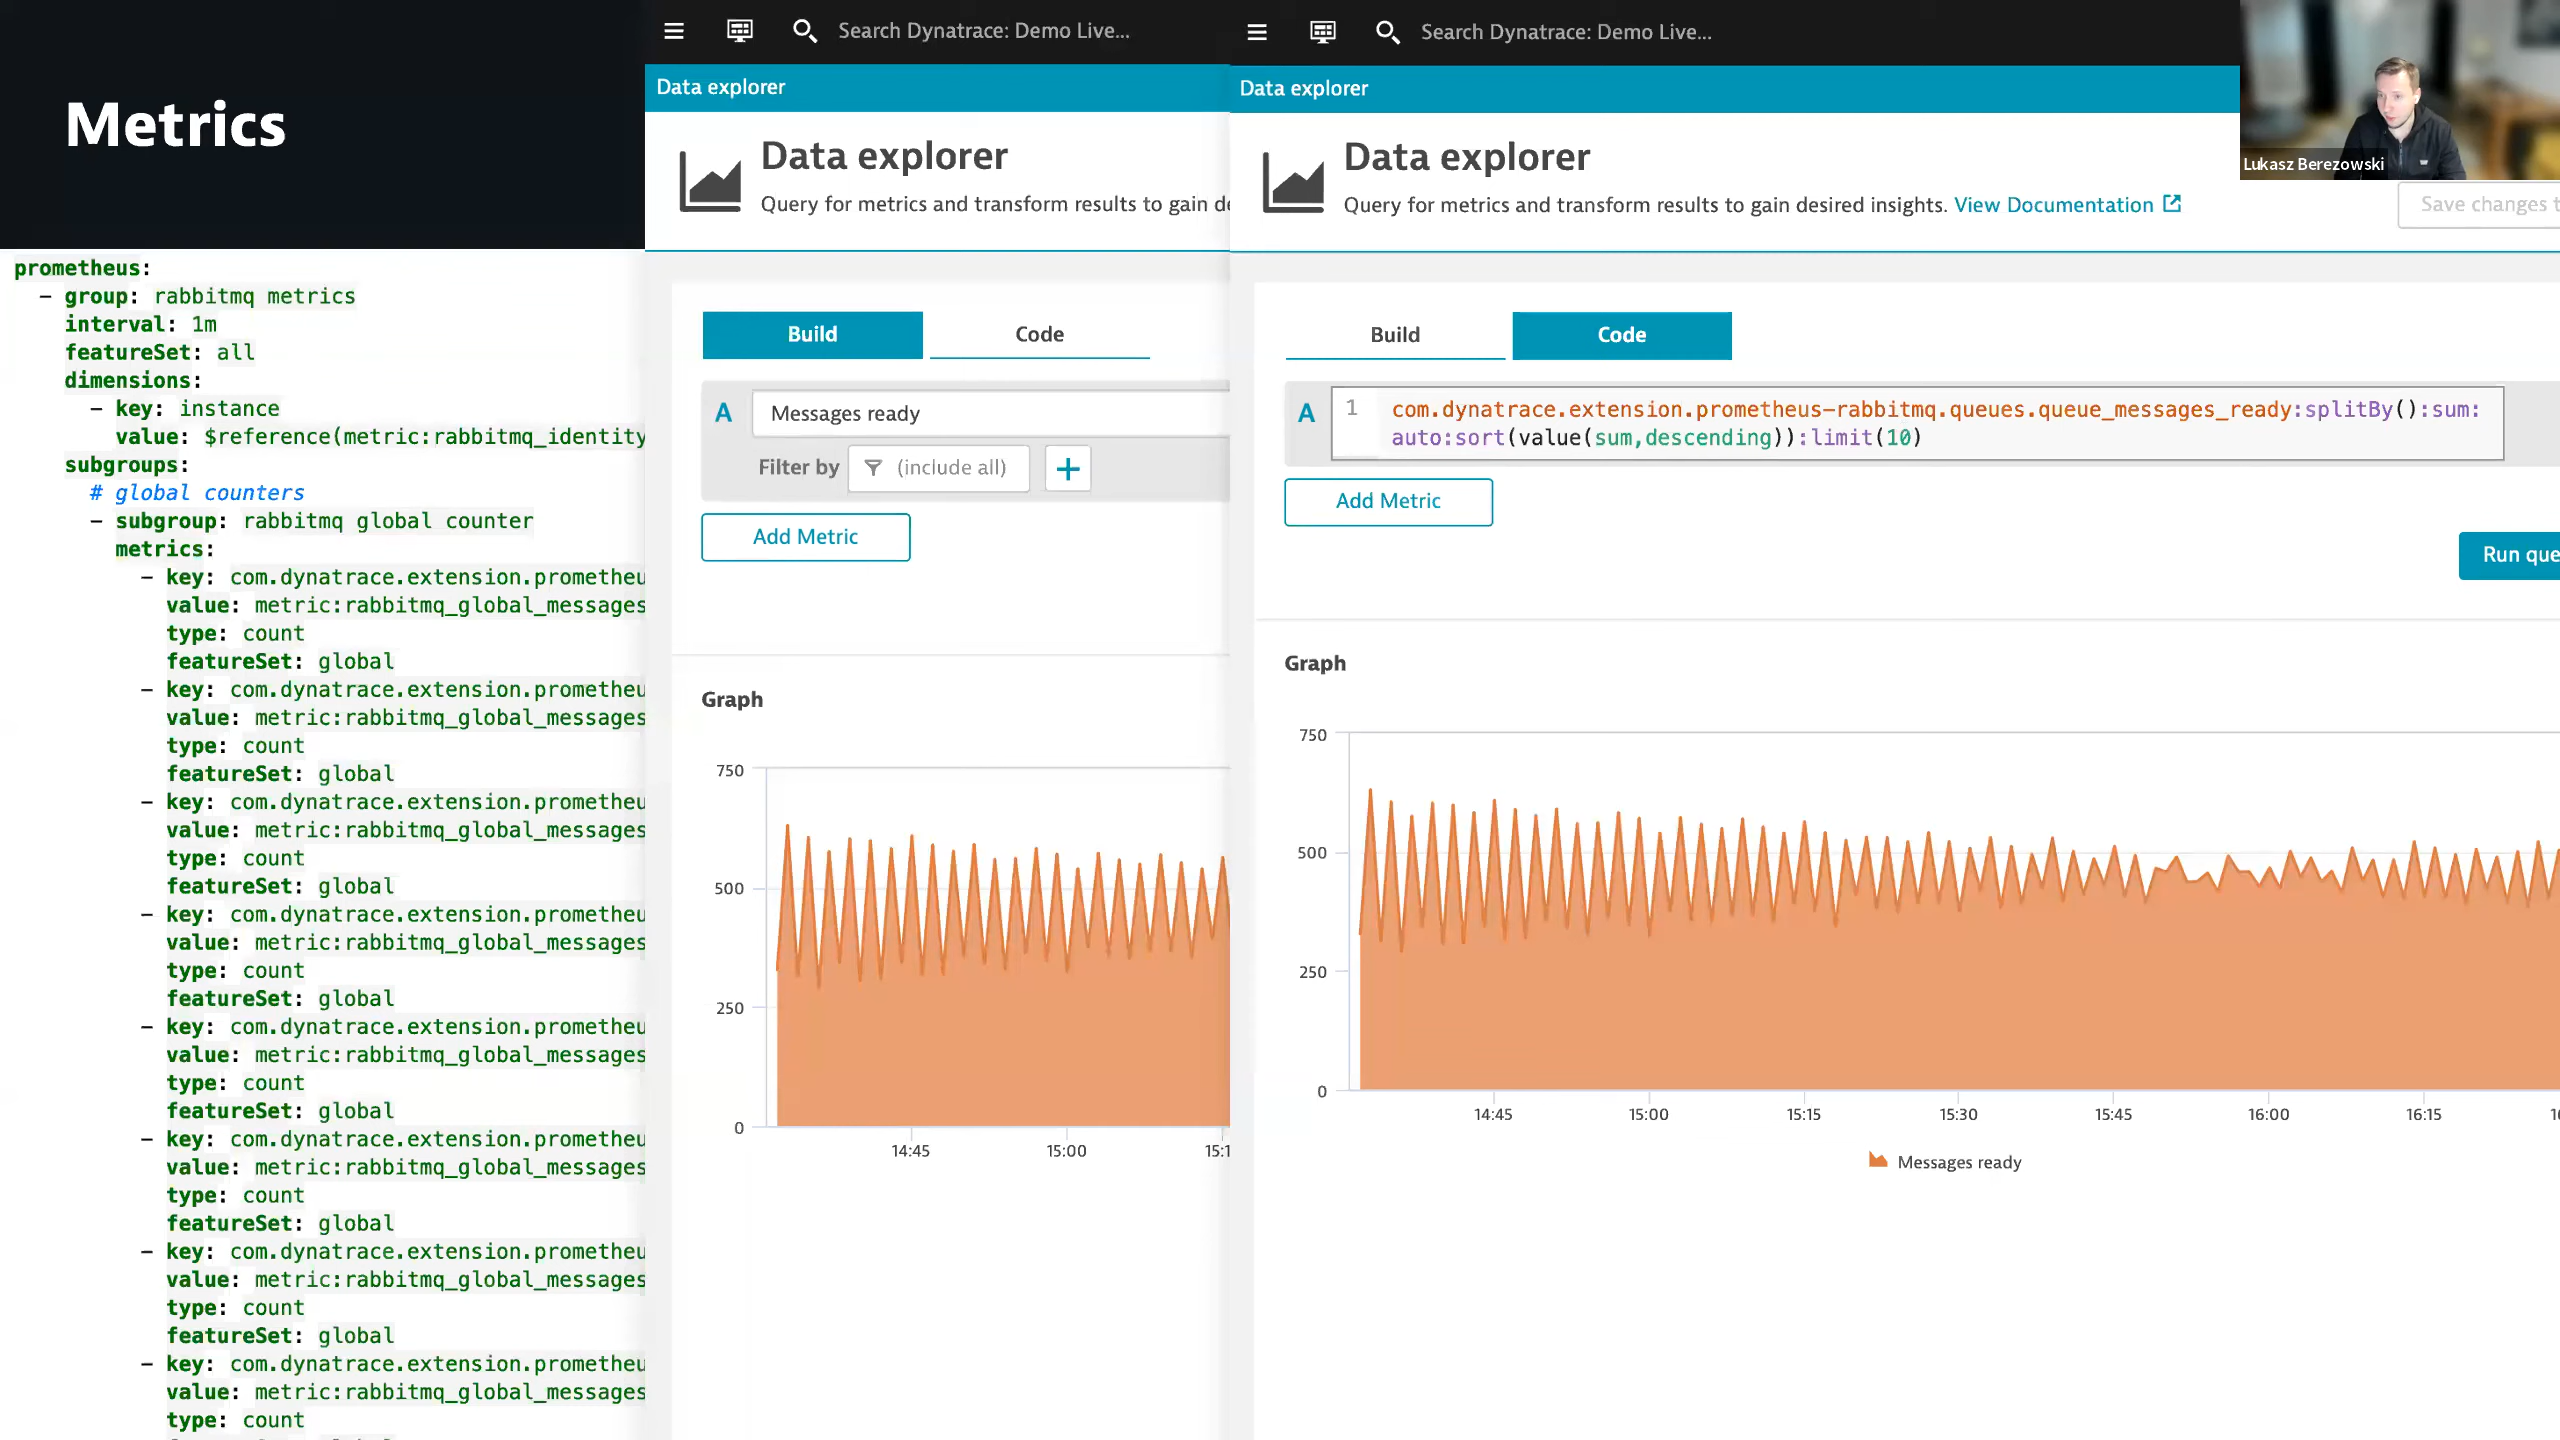 Metrics
prometheus:
– group: rabbitmq metrics
interval: 1m
featureSet: all
dimensions:
– key: instance
value: $reference(metric:rabbitmq_identity
subgroups:
# global counters
– subgroup: rabbitmq global counter
metrics:
– key: com.dynatrace.extension.prometheu
value: metric:rabbitmq_global_messages
type: count
featureSet: global
– key: com.dynatrace.extension.prometheu
value: metric:rabbitmq_global_messages
type: count
featureSet: global
– key: com.dynatrace.extension.prometheu
value: metric:rabbitmq_global_messages
type: count
featureSet: global
– key: com.dynatrace.extension.prometheu
value: metric:rabbitmq_global_messages
type: count
featureSet: global
– key: com.dynatrace.extension.prometheu
value: metric:rabbitmq_global_messages
type: count
featureSet: global
– key: com.dynatrace.extension.prometheu
value: metric:rabbitmq_global_messages
type: count
featureSet: global
– key: com.dynatrace.extension.prometheu
value: metric:rabbitmq_global_messages
type: count
featureSet: global
– key: com.dynatrace.extension.prometheu
value: metric:rabbitmq_global_messages
type: count
Search Dynatrace: Demo Live...
Data explorer
Data explorer
Query for metrics and transform results to gain de
Build Code
A Messages ready
Filter by (include all)
Add Metric
Graph
750
500
250
0
14:45 15:00 15:1
Search Dynatrace: Demo Live...
Data explorer
Data explorer
Query for metrics and transform results to gain desired insights. View Documentation
Save changes t
Build Code
A 1 com.dynatrace.extension.prometheus-rabbitmq.queues.queue_messages_ready:splitBy():sum:
auto:sort(value(sum,descending)):limit(10)
Add Metric
Run que
Graph
750
500
250
0
14:45 15:00 15:15 15:30 15:45 16:00 16:15 16
Messages ready
Lukasz Berezowski